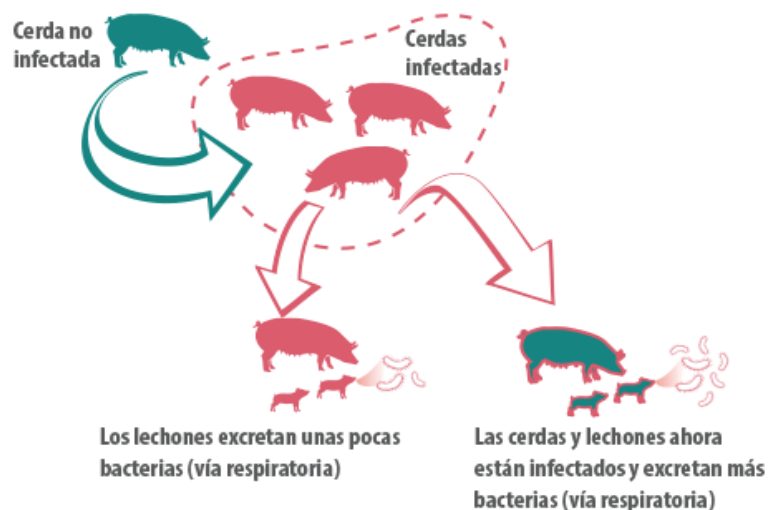 Cerda no
infectada
Cerdas
infectadas
Los lechones excretan unas pocas
bacterias (vía respiratoria)
Las cerdas y lechones ahora
están infectados y excretan más
bacterias (vía respiratoria)